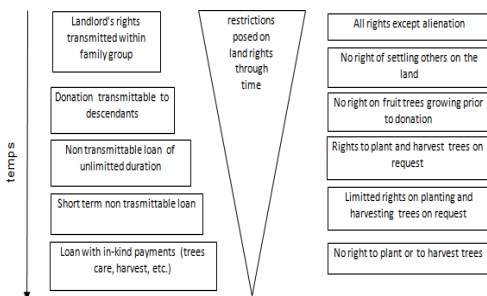 temps
Landlord's rights
transmitted within
family group
Donation transmittable to
descendants
Non transmittable loan of
unlimitted duration
Short term non trasmittable loan
Loan with in-kind payments (trees
care, harvest, etc.)
restrictions
posed on
land rights
through
time
All rights except alienation
No right of settling others on the
land
No right on fruit trees growing prior
to donation
Rights to plant and harvest trees on
request
Limitted rights on planting and
harvesting trees on request
No right to plant or to harvest trees